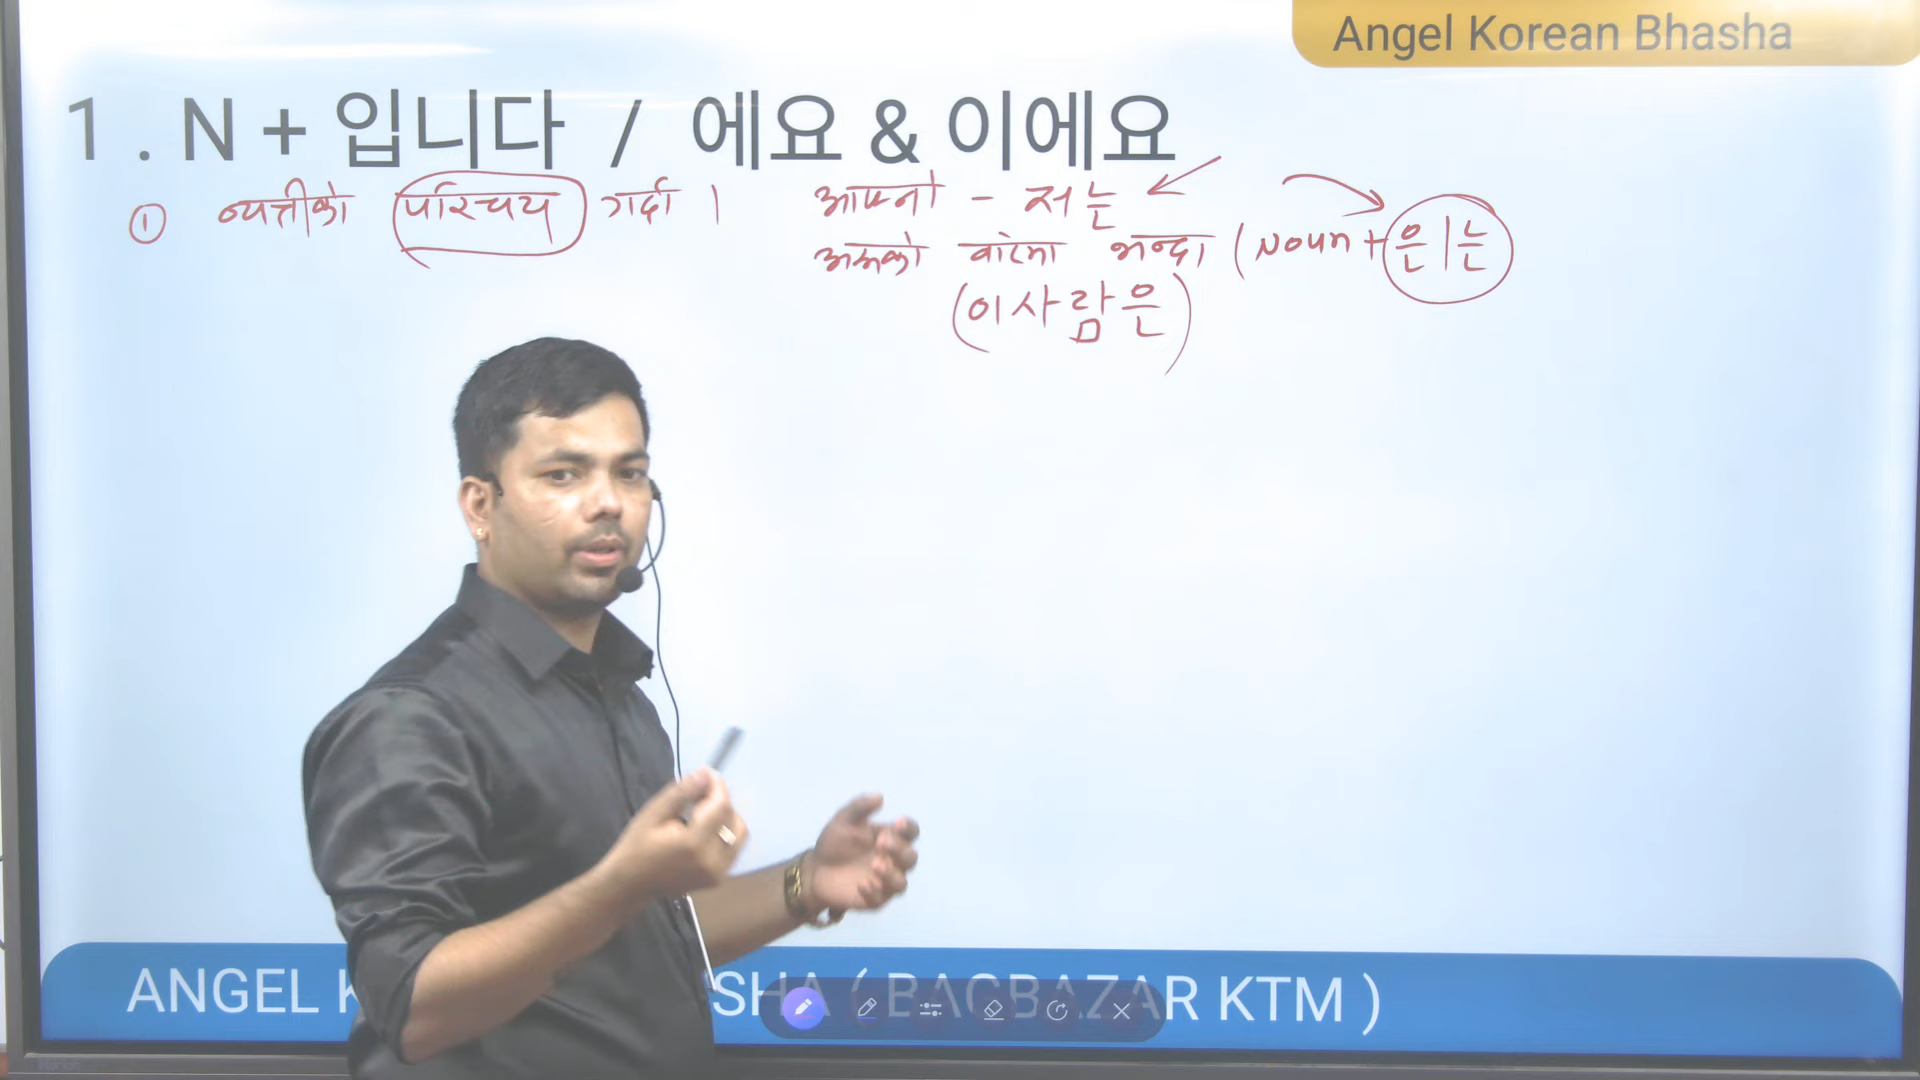 Angel Korean Bhasha
1 . N + 입니다 / 에요 & 이에요
① व्यक्तीको परिचय गर्दा । आफ्नो - 저는
अरुको बारेमा भन्दा (Noun + 은|는
(이사람은)
ANGEL K SHA ( BAGBAZAR KTM )